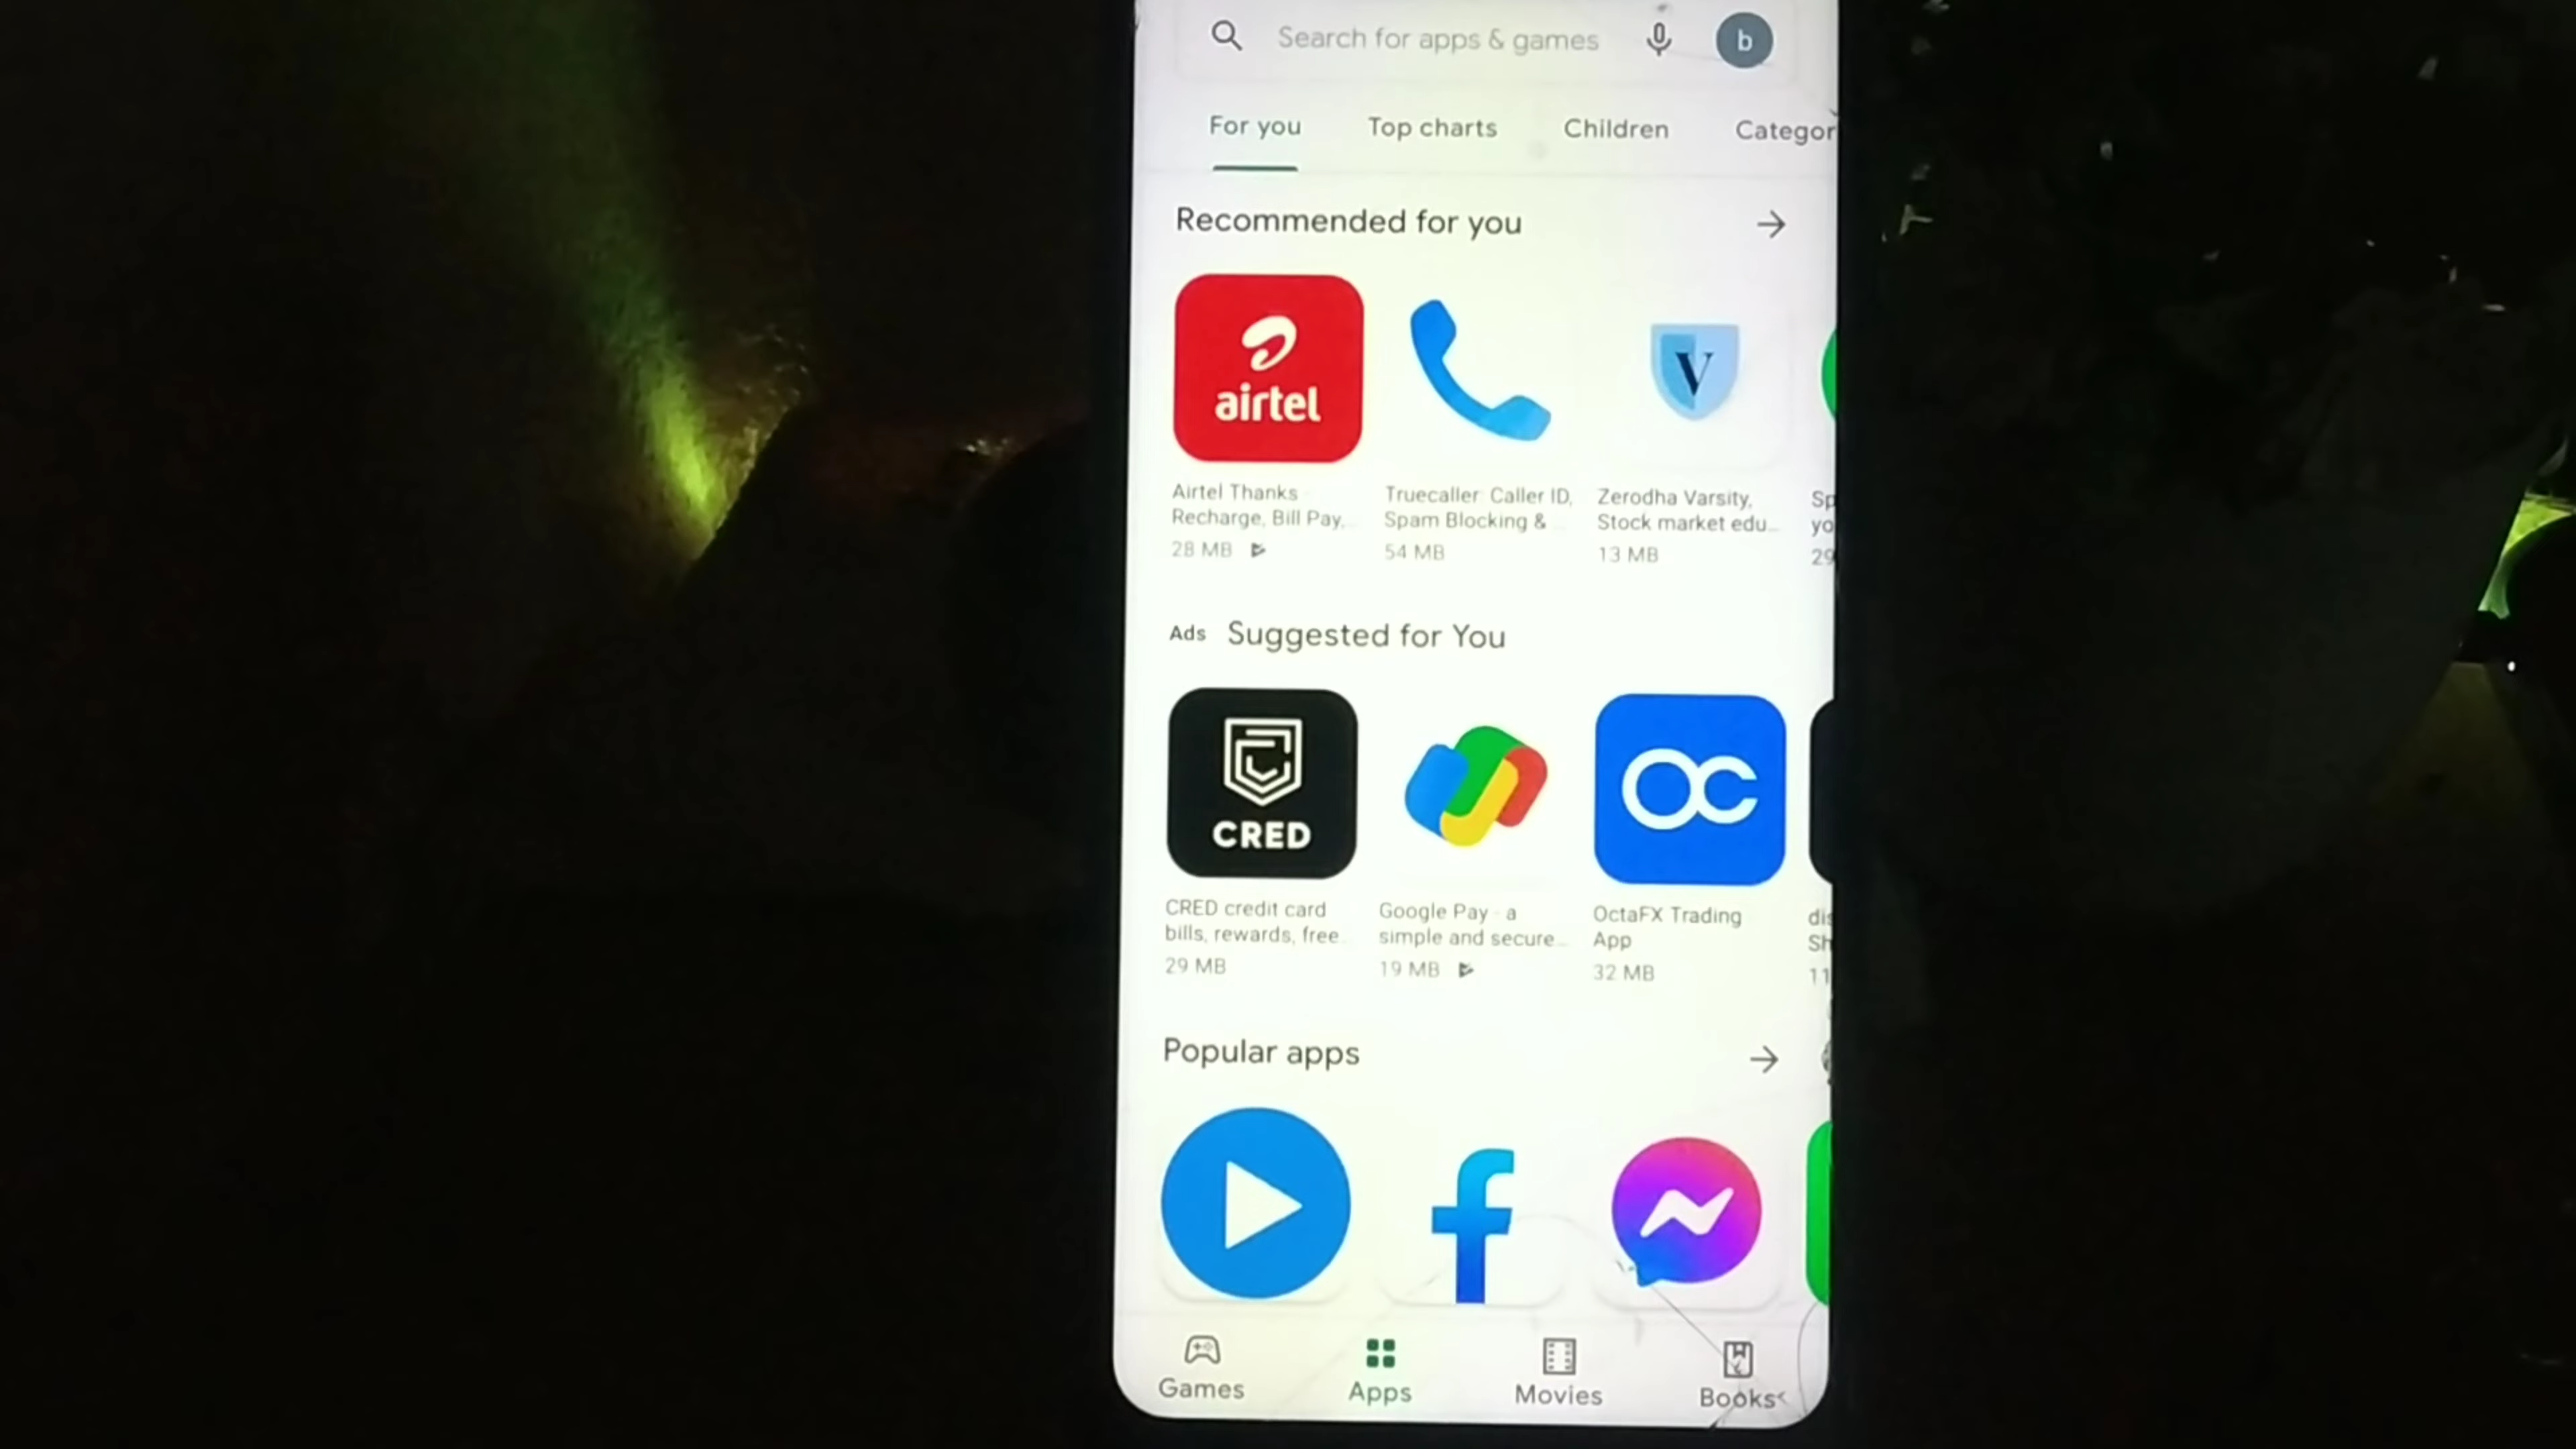 Search for apps & games
b
For you
Top charts
Children
Categor
Recommended for you
airtel
V
Airtel Thanks
Recharge, Bill Pay,
28 MB
Truecaller: Caller ID,
Spam Blocking &
54 MB
Zerodha Varsity,
Stock market edu...
13 MB
Sp
yo
29
Ads Suggested for You
CRED
OC
CRED credit card
bills, rewards, free
29 MB
Google Pay - a
simple and secure...
19 MB
OctaFX Trading
App
32 MB
dis
Sh
11
Popular apps
Games
Apps
Movies
Books